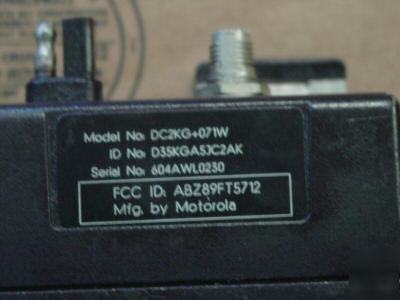 Model No: DC2KG+071W
ID No: D35KGA5JC2AK
Serial No: 604AWL0230
FCC ID: ABZ89FT5712
Mfg. by Motorola